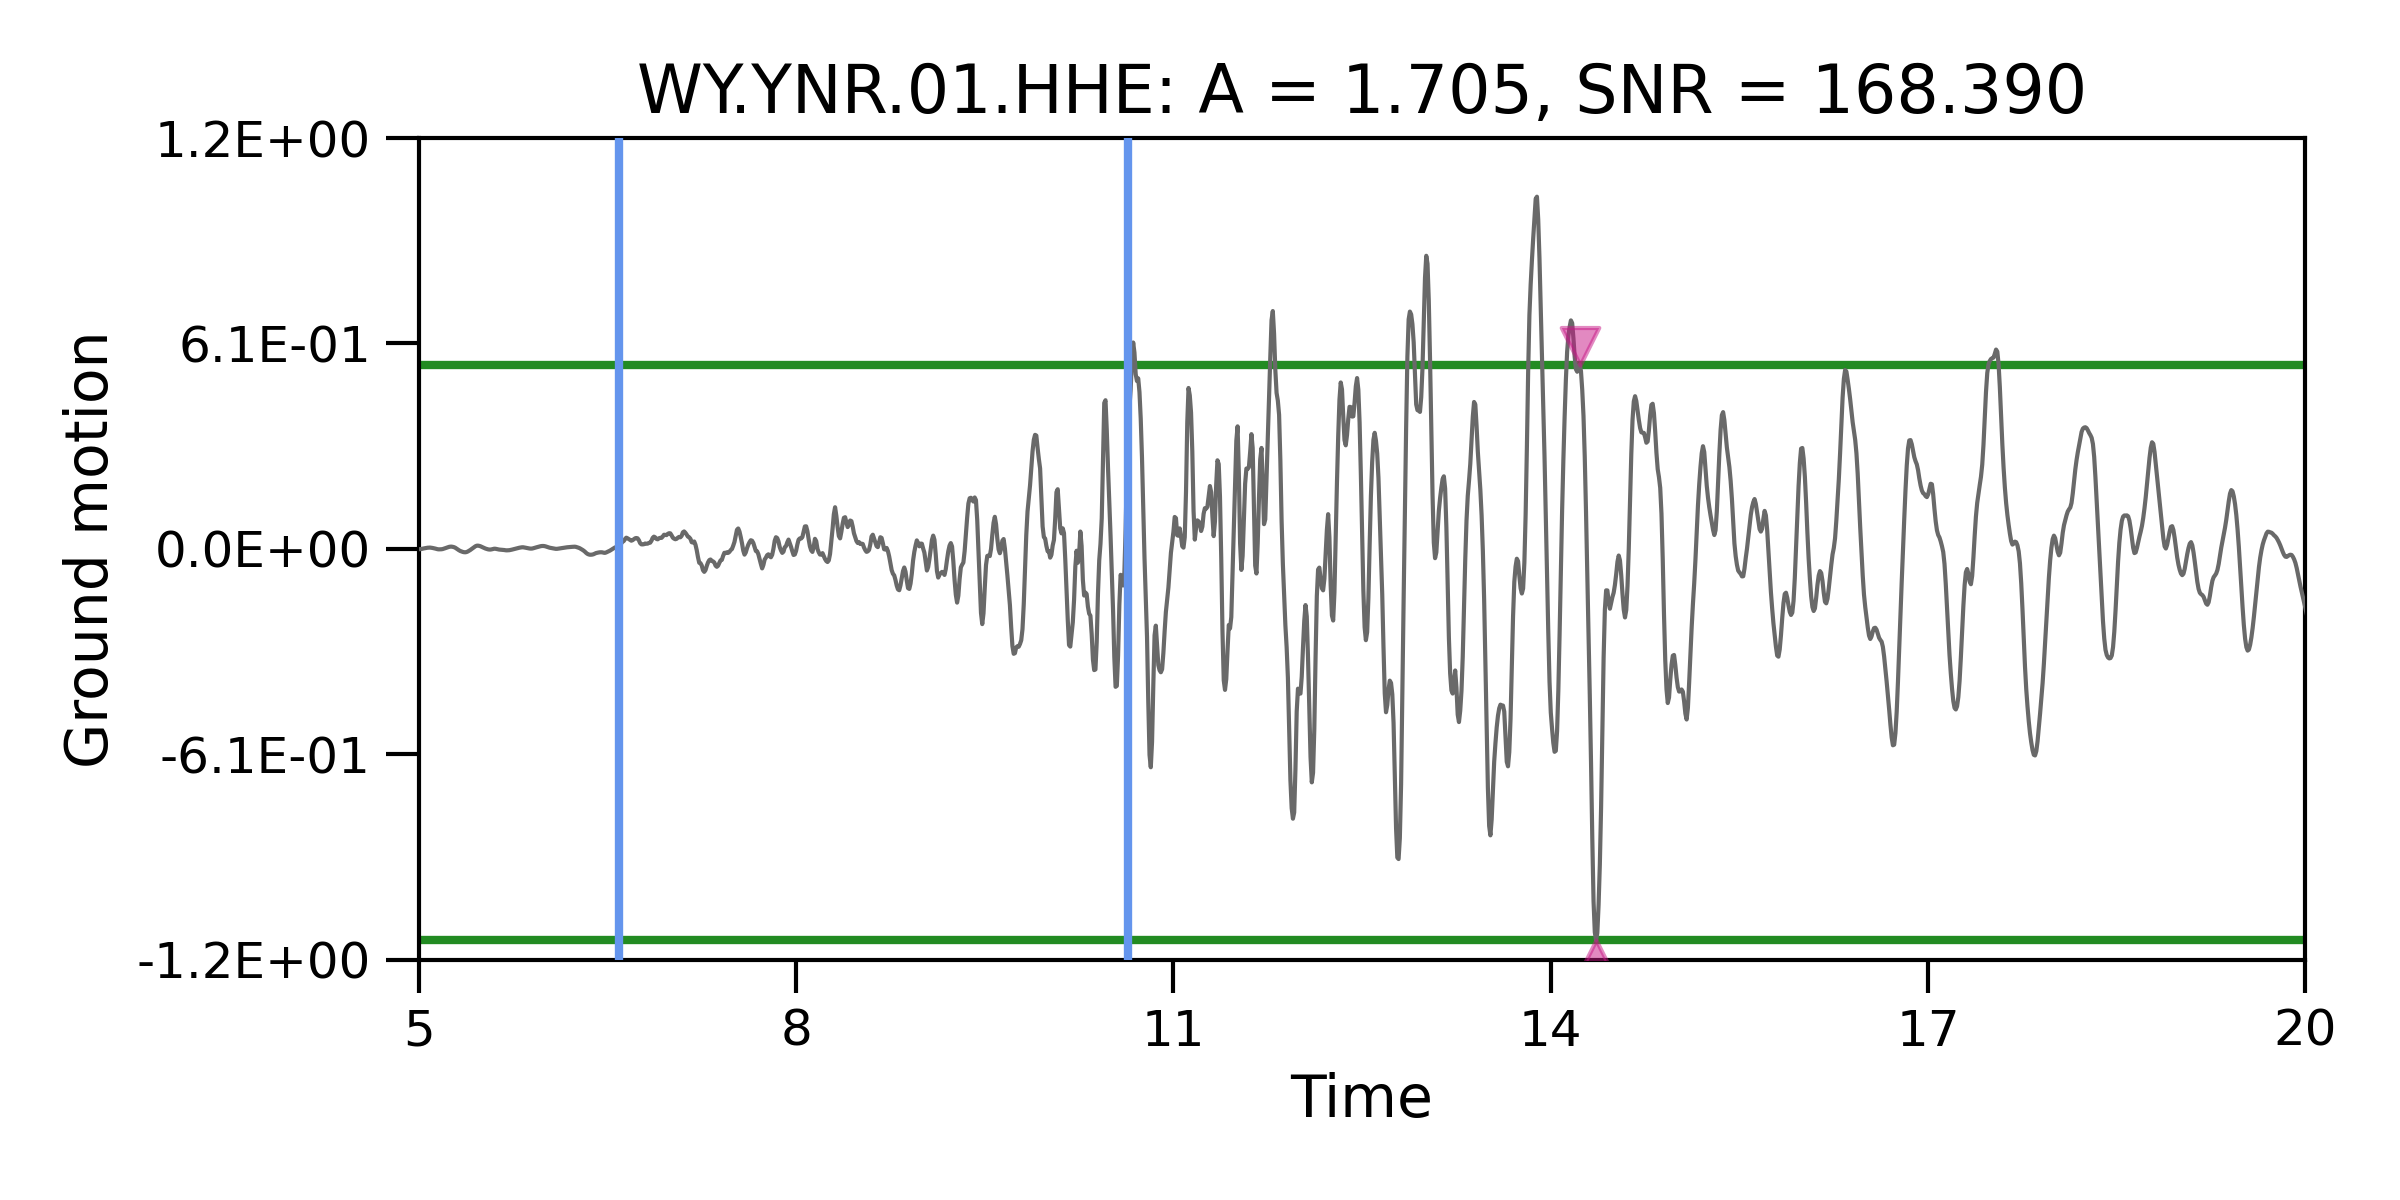 WY.YNR.01.HHE: A = 1.705, SNR = 168.390
1.2E+00
6.1E-01
0.0E+00
-6.1E-01
-1.2E+00
Ground motion
5 8 11 14 17 20
Time